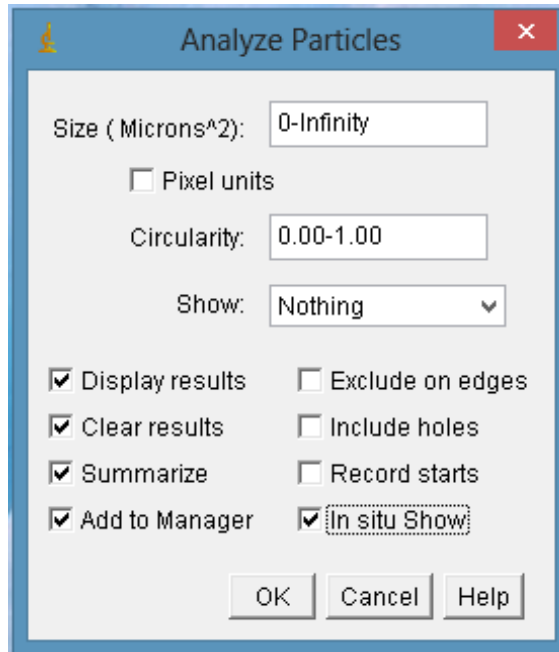 Analyze Particles
Size ( Microns^2): 0-Infinity
Pixel units
Circularity: 0.00-1.00
Show: Nothing
Display results Exclude on edges
Clear results Include holes
Summarize Record starts
Add to Manager In situ Show
OK Cancel Help